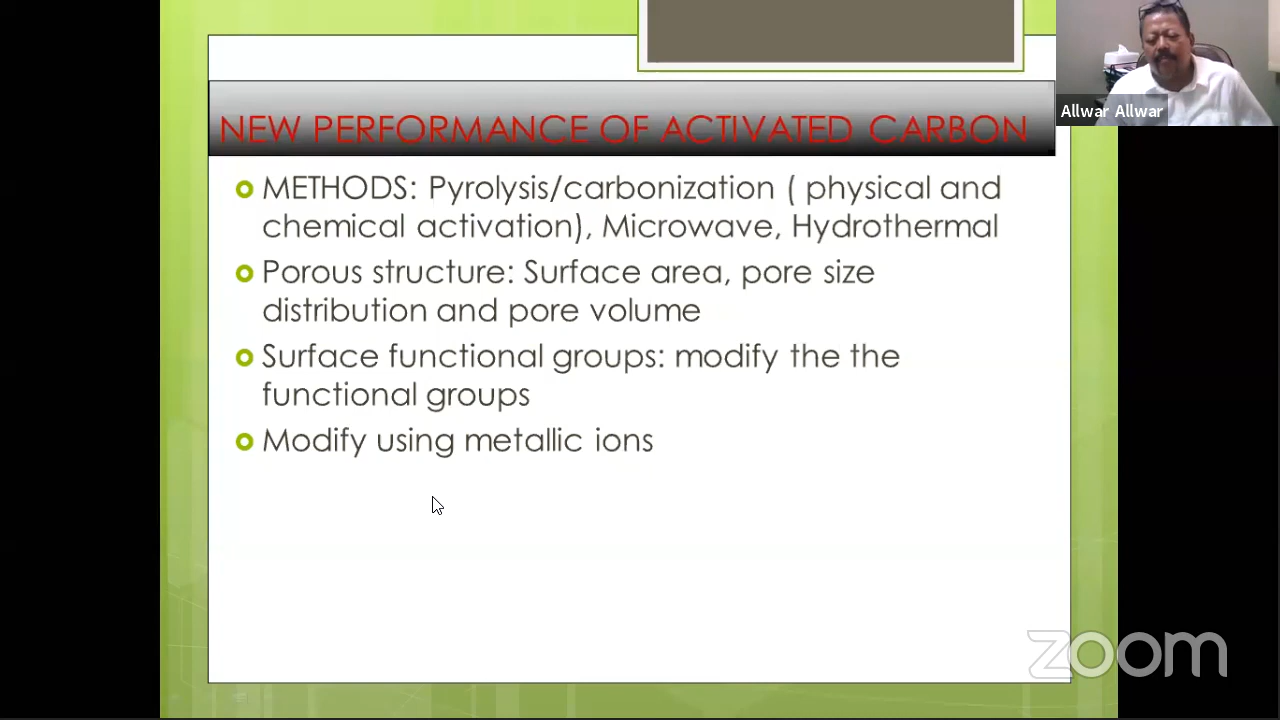 NEW PERFORMANCE OF ACTIVATED CARBON
METHODS: Pyrolysis/carbonization ( physical and
chemical activation), Microwave, Hydrothermal
Porous structure: Surface area, pore size
distribution and pore volume
Surface functional groups: modify the the
functional groups
Modify using metallic ions
Allwar Allwar
zoom